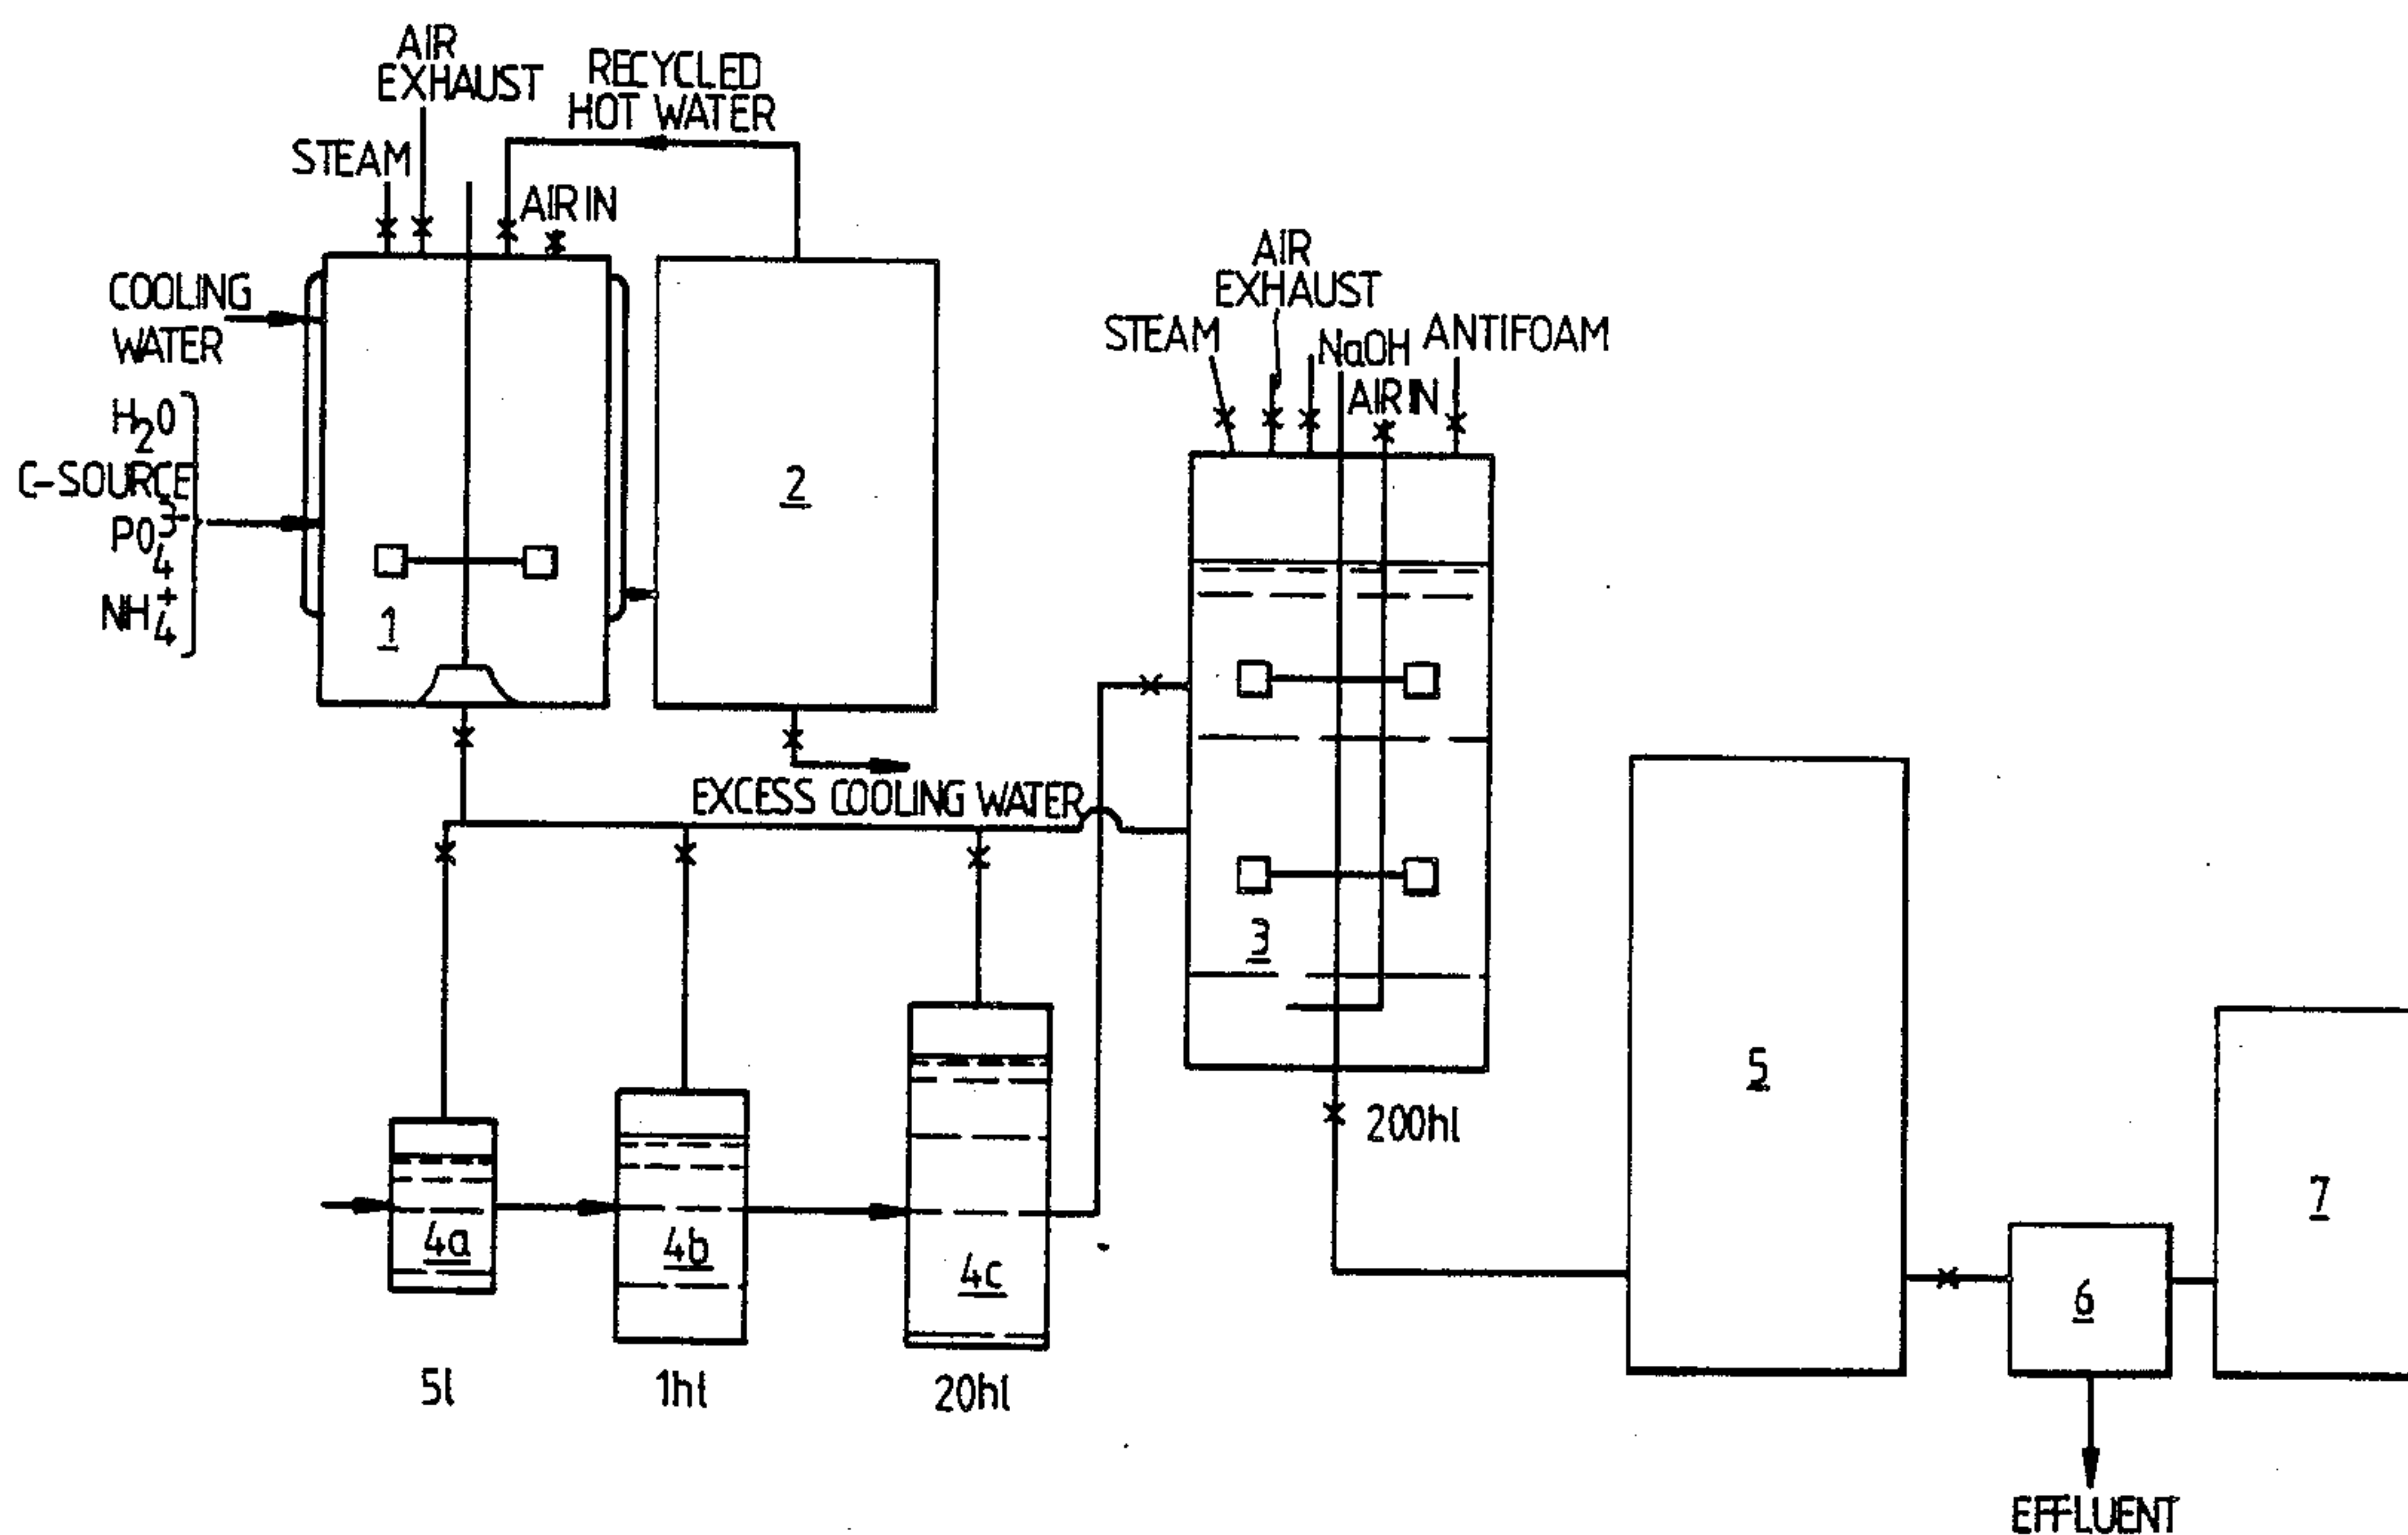 AIR
EXHAUST
RECYCLED
HOT WATER
STEAM
AIR IN
COOLING
WATER
H2O
C-SOURCE
PO4 3-
NH4+
1
2
EXCESS COOLING WATER
AIR
EXHAUST
STEAM
NaOH
ANTIFOAM
AIR IN
3
200hl
4a
4b
4c
5l
1hl
20hl
5
6
7
EFFLUENT